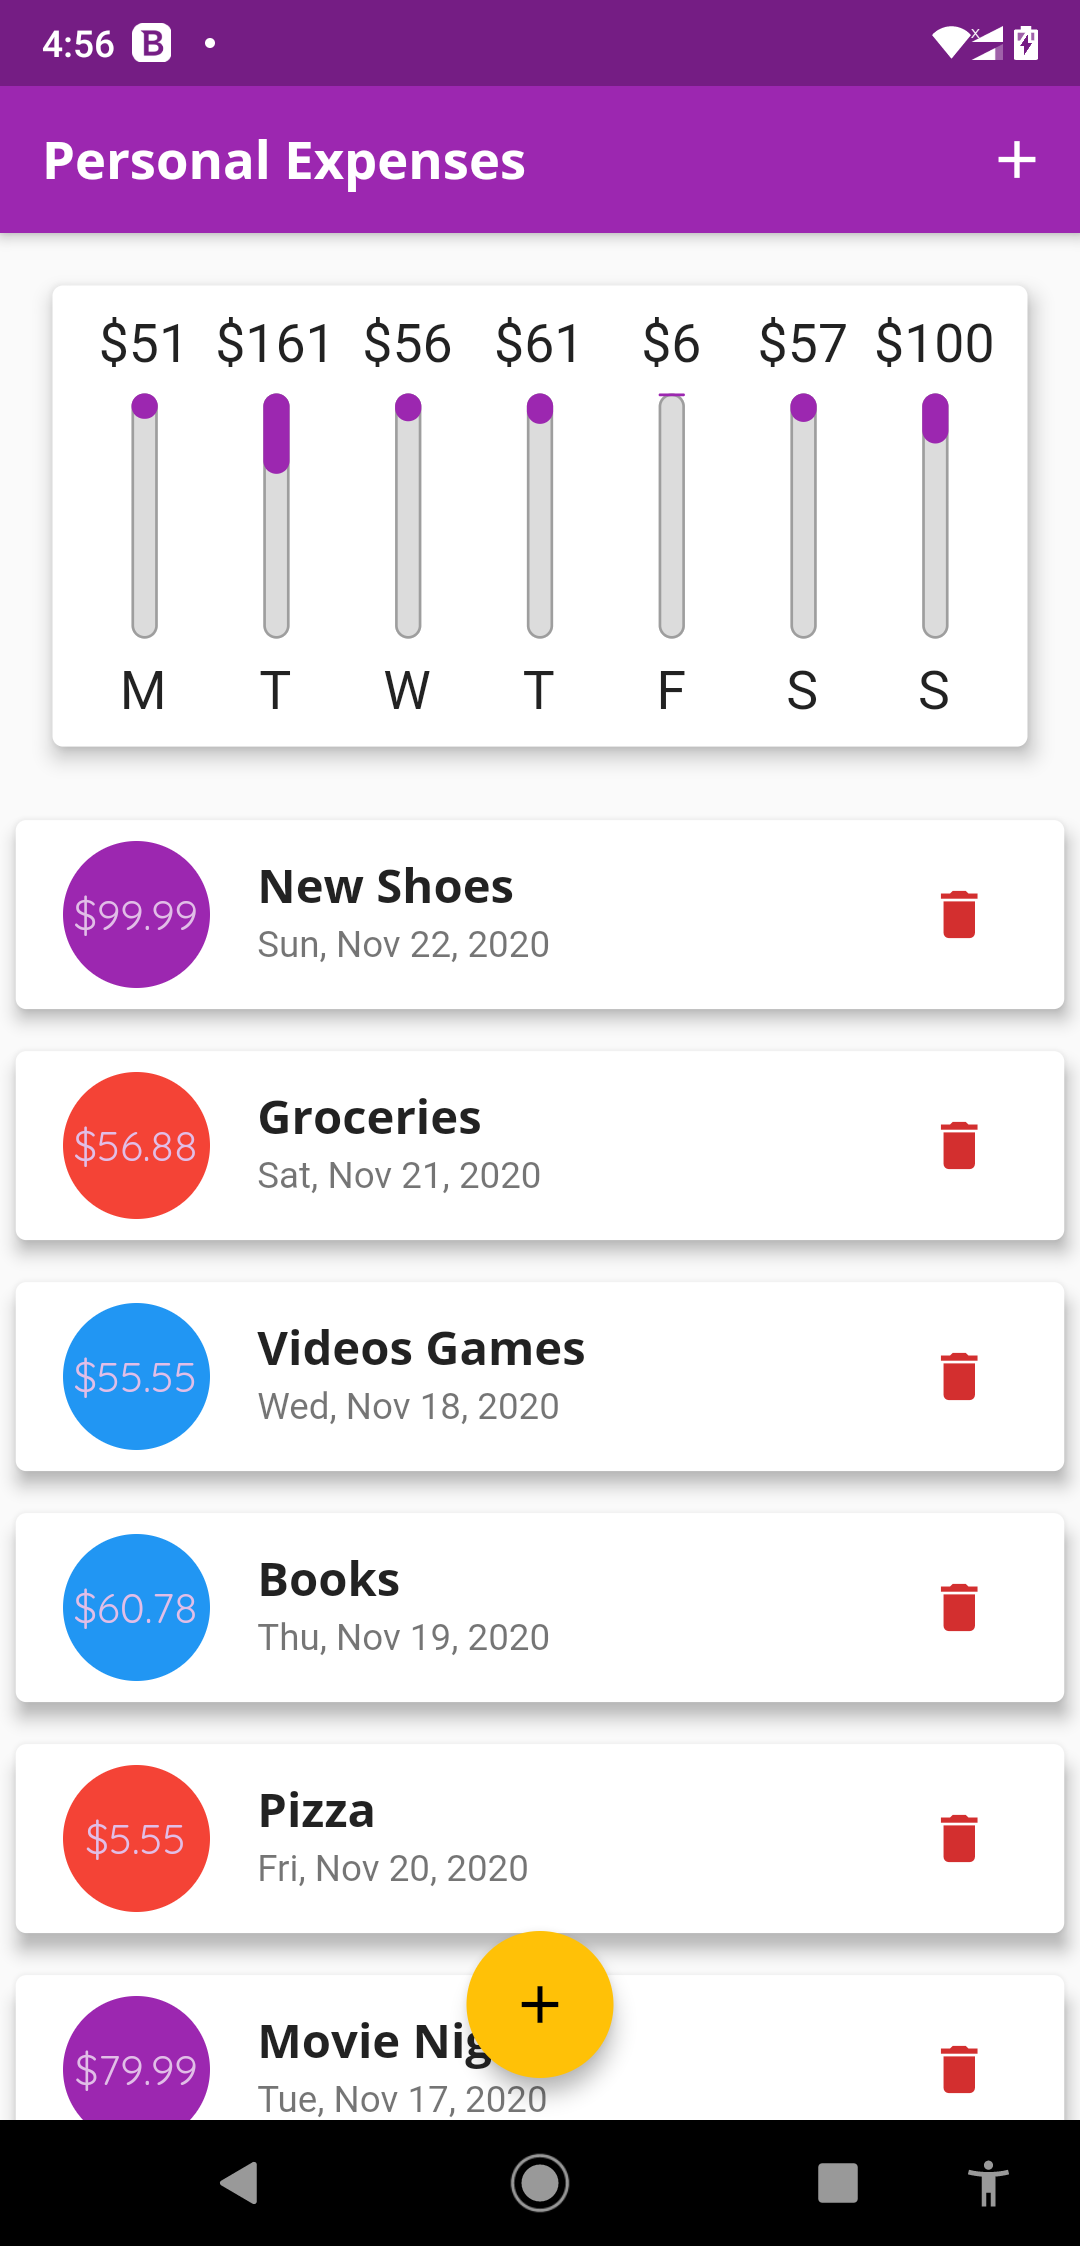 4:56 B
Personal Expenses
$51 $161 $56 $61 $6 $57 $100
M T W T F S S
$99.99
New Shoes
Sun, Nov 22, 2020
$56.88
Groceries
Sat, Nov 21, 2020
$55.55
Videos Games
Wed, Nov 18, 2020
$60.78
Books
Thu, Nov 19, 2020
$5.55
Pizza
Fri, Nov 20, 2020
$79.99
Movie
Tue, Nov 17, 2020